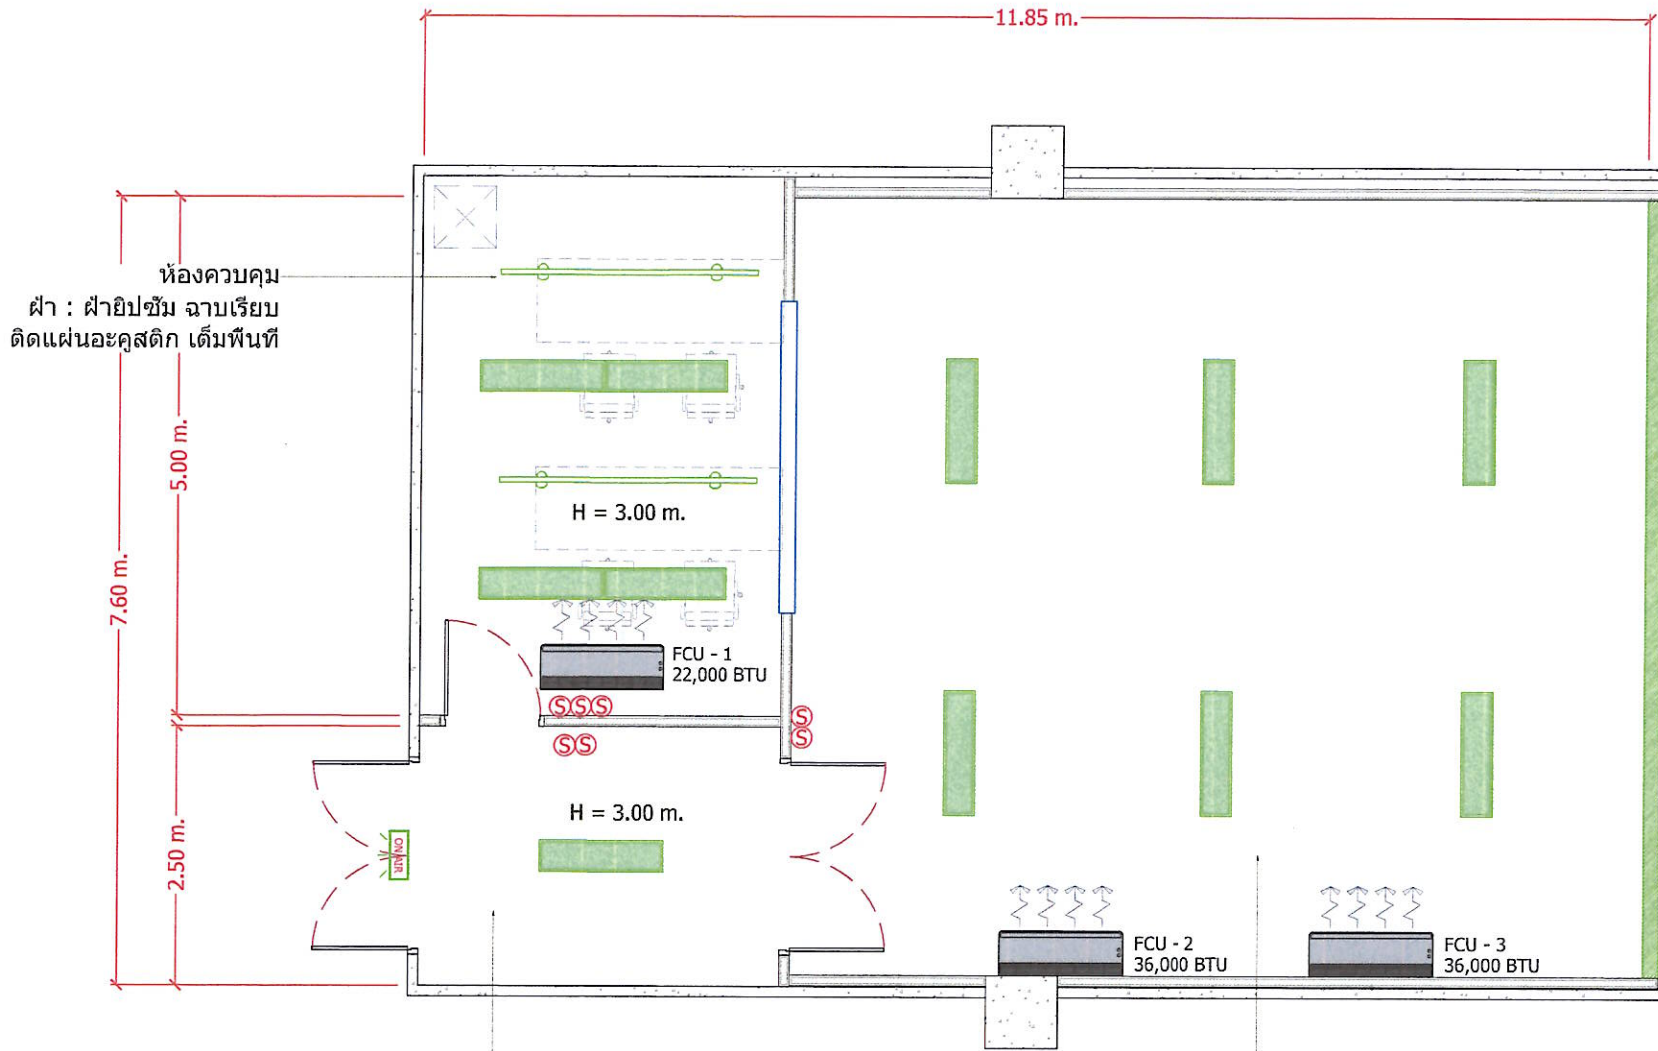 11.85 m.
ห้องควบคุม
ฝ้า : ฝ้ายิปซัม ฉาบเรียบ
ติดแผ่นอะคูสติก เต็มพื้นที่
5.00 m.
7.60 m.
H = 3.00 m.
FCU - 1
22,000 BTU
SSS
S
S
SS
H = 3.00 m.
2.50 m.
ON AIR
FCU - 2
36,000 BTU
FCU - 3
36,000 BTU